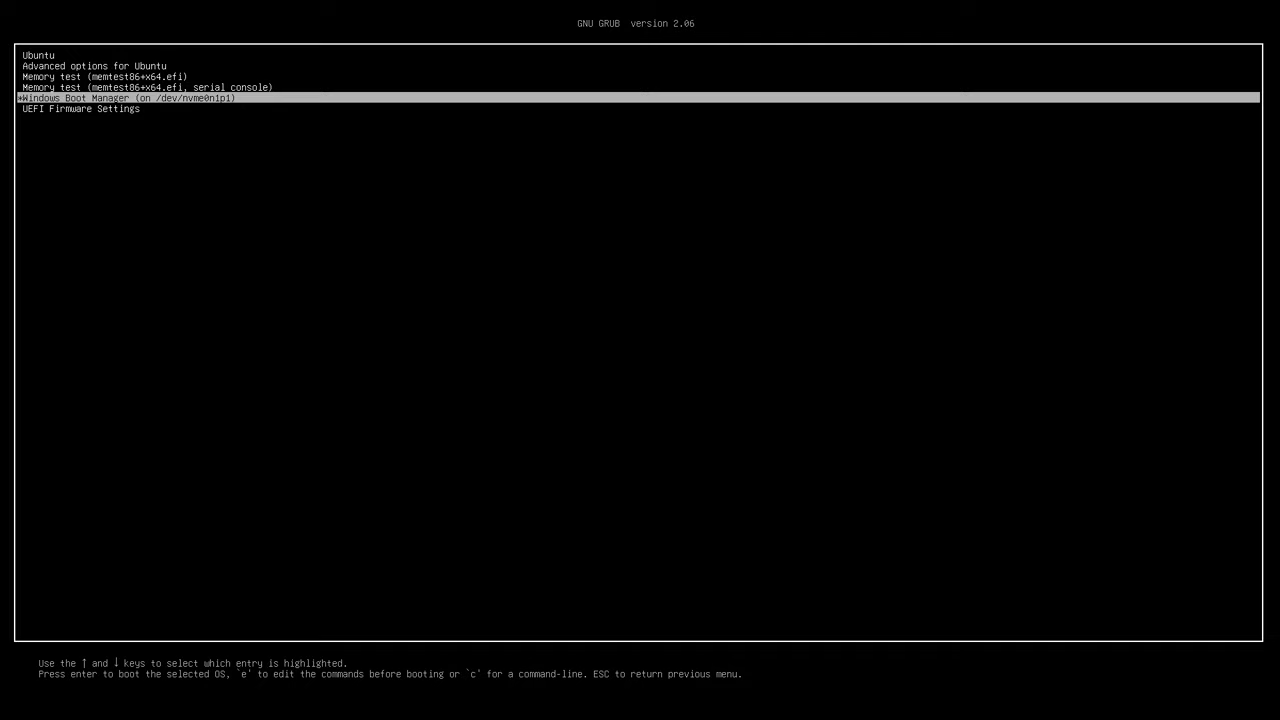 GNU GRUB  version 2.06
Ubuntu
Advanced options for Ubuntu
Memory test (memtest86+x64.efi)
Memory test (memtest86+x64.efi, serial console)
*Windows Boot Manager (on /dev/nvme0n1p1)
UEFI Firmware Settings
Use the ↑ and ↓ keys to select which entry is highlighted.
Press enter to boot the selected OS, `e' to edit the commands before booting or `c' for a command-line. ESC to return previous menu.